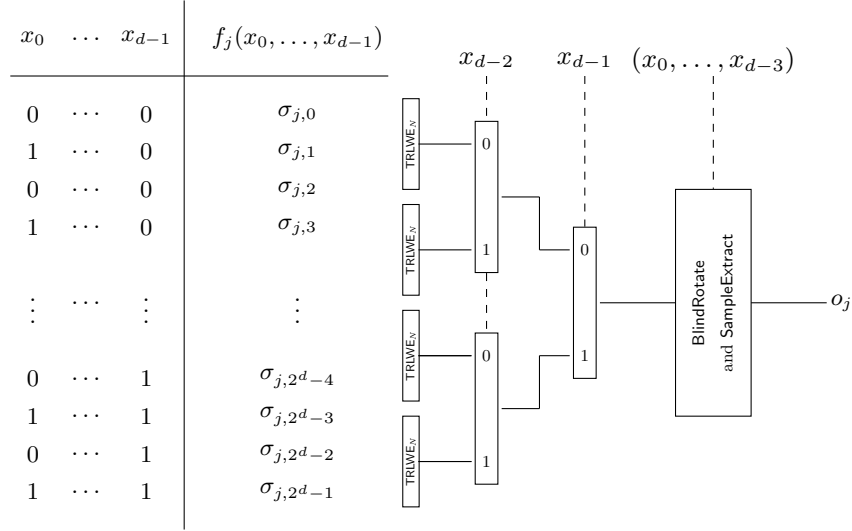 x_0 ⋯ x_{d−1} f_j(x_0, …, x_{d−1})
0 ⋯ 0 σ_{j,0}
1 ⋯ 0 σ_{j,1}
0 ⋯ 0 σ_{j,2}
1 ⋯ 0 σ_{j,3}
⋮ ⋯ ⋮ ⋮
0 ⋯ 1 σ_{j,2^d−4}
1 ⋯ 1 σ_{j,2^d−3}
0 ⋯ 1 σ_{j,2^d−2}
1 ⋯ 1 σ_{j,2^d−1}
x_{d−2} x_{d−1} (x_0, …, x_{d−3})
TRLWE_N
TRLWE_N
TRLWE_N
TRLWE_N
0
1
0
1
0
1
BlindRotate
and SampleExtract
o_j